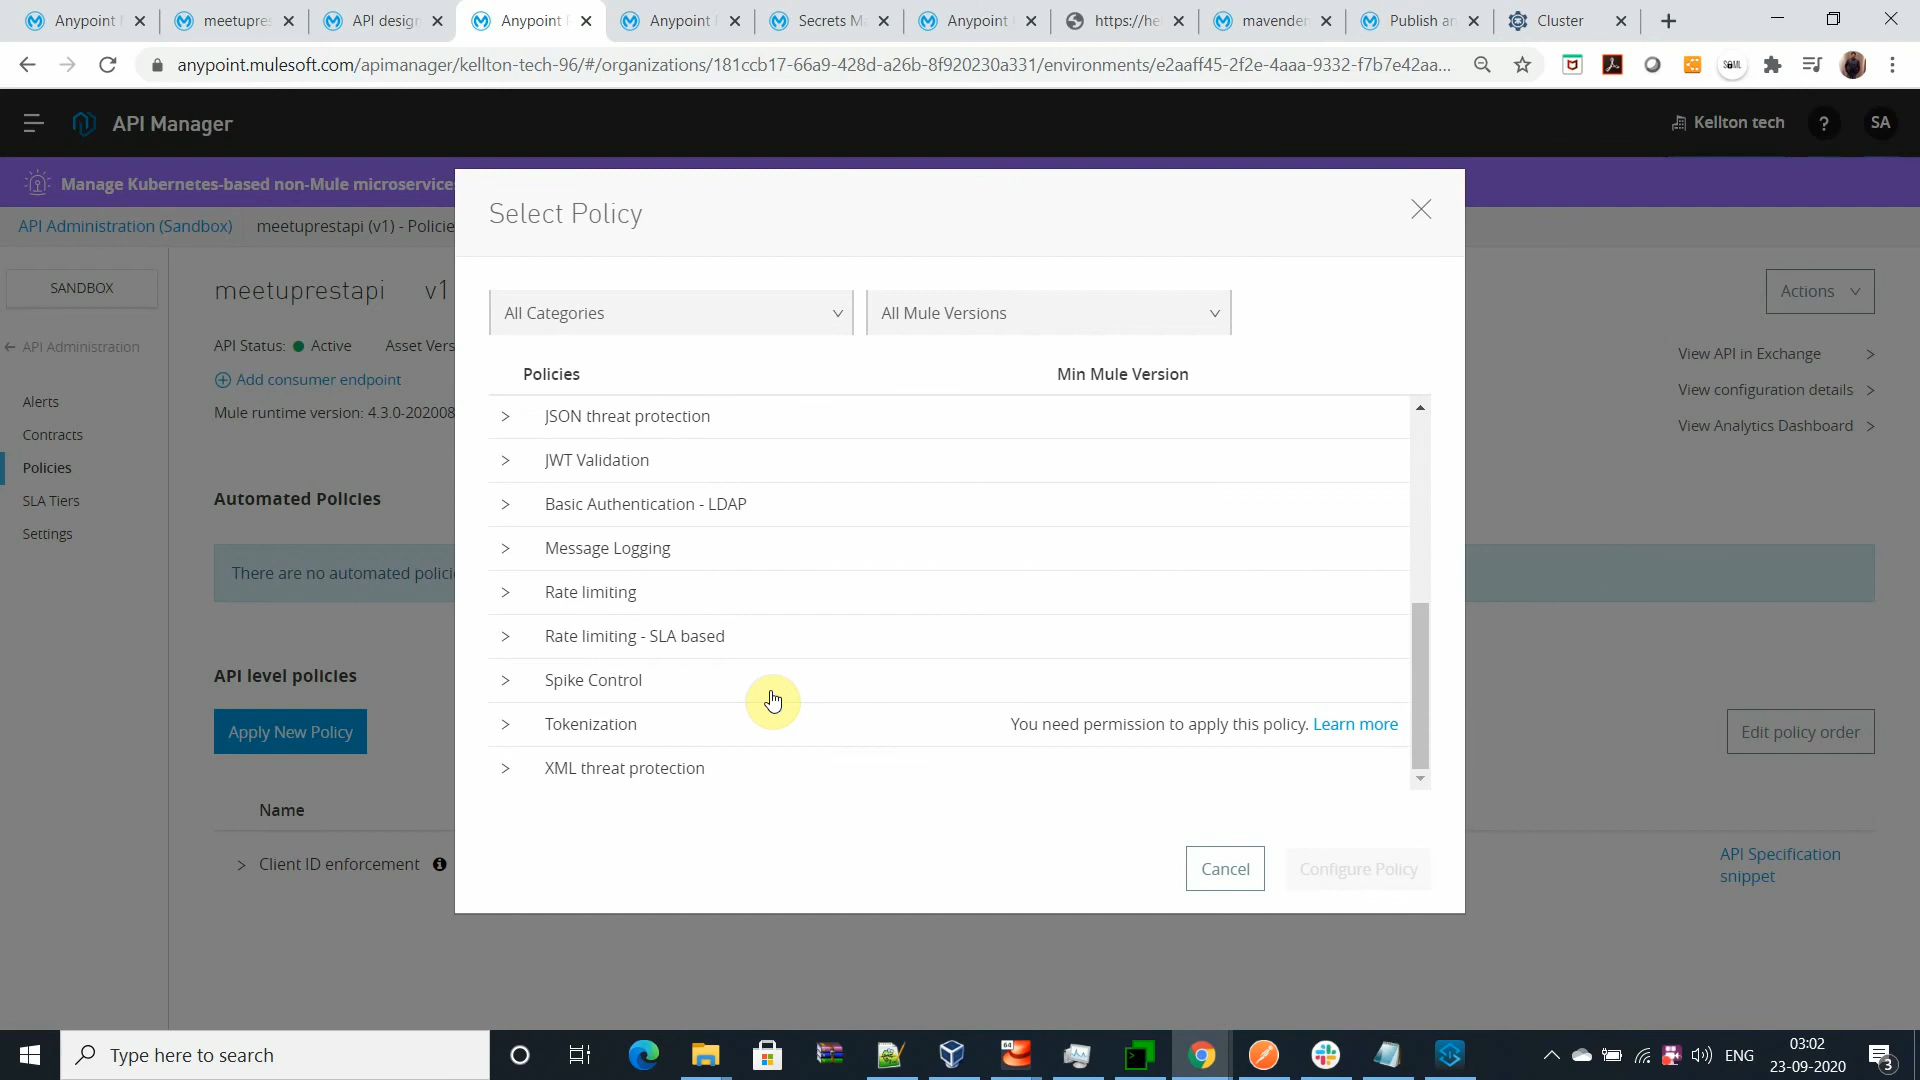 Anypoint
meetupres
API design
Anypoint
Anypoint
Secrets M
Anypoint
https://he
mavender
Publish a
Cluster
anypoint.mulesoft.com/apimanager/kellton-tech-96/#/organizations/181ccb17-66a9-428d-a26b-8f920230a331/environments/e2aaff45-2f2e-4aaa-9332-f7b7e42aa...
API Manager
Kellton tech
?
SA
Manage Kubernetes-based non-Mule microservice
API Administration (Sandbox)
meetuprestapi (v1) - Policie
SANDBOX
API Administration
Alerts
Contracts
Policies
SLA Tiers
Settings
meetuprestapi v1
API Status: Active Asset Vers
Add consumer endpoint
Mule runtime version: 4.3.0-202008
Actions
View API in Exchange >
View configuration details >
View Analytics Dashboard >
Automated Policies
There are no automated polici
API level policies
Apply New Policy
Edit policy order
Name
> Client ID enforcement
API Specification
snippet
Select Policy
All Categories
All Mule Versions
Policies
Min Mule Version
> JSON threat protection
> JWT Validation
> Basic Authentication - LDAP
> Message Logging
> Rate limiting
> Rate limiting - SLA based
> Spike Control
> Tokenization You need permission to apply this policy. Learn more
> XML threat protection
Cancel
Configure Policy
Type here to search
64
ENG
03:02
23-09-2020
3